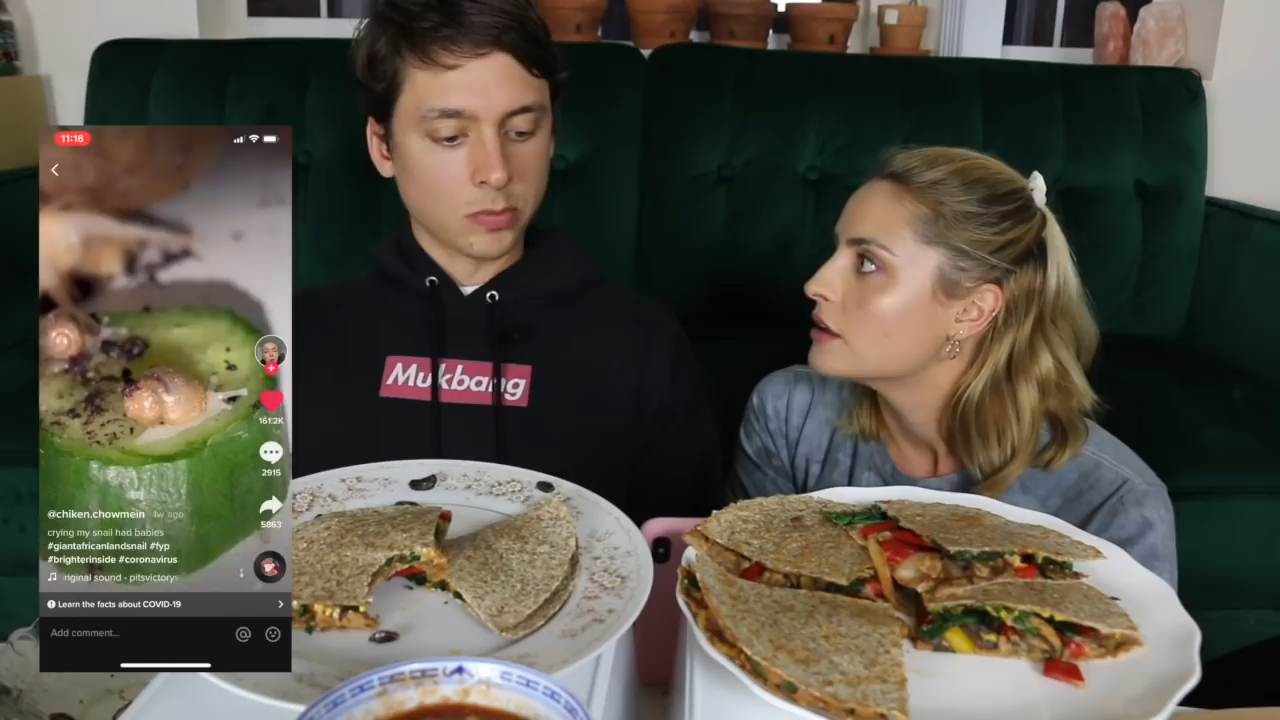 11:16
Mukbang
161.2K
2915
5863
@chiken.chowmein 1w ago
crying my snail had babies
#giantafricanlandsnail #fyp
#brighterinside #coronavirus
riginal sound - pitsvictory
Learn the facts about COVID-19
Add comment...